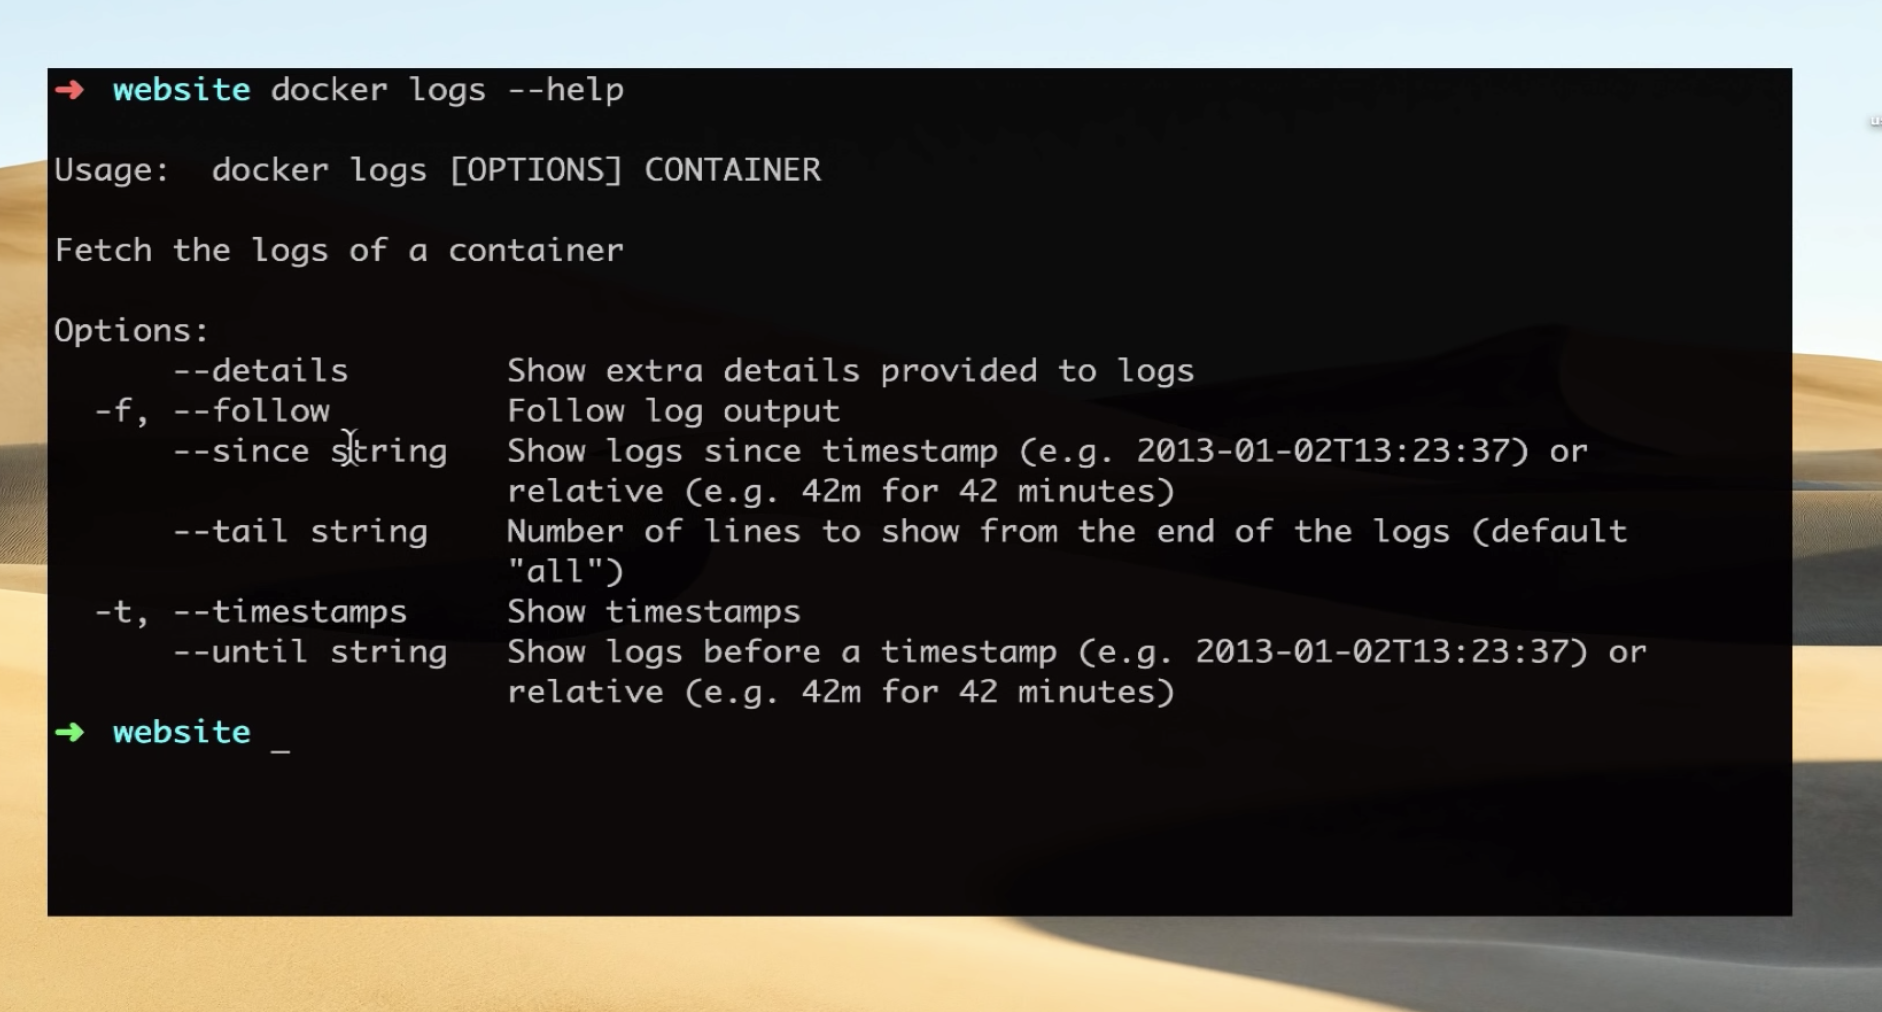 ➜ website docker logs --help
Usage:  docker logs [OPTIONS] CONTAINER
Fetch the logs of a container
Options:
      --details        Show extra details provided to logs
  -f, --follow         Follow log output
      --since string   Show logs since timestamp (e.g. 2013-01-02T13:23:37) or
                       relative (e.g. 42m for 42 minutes)
      --tail string    Number of lines to show from the end of the logs (default
                       "all")
  -t, --timestamps     Show timestamps
      --until string   Show logs before a timestamp (e.g. 2013-01-02T13:23:37) or
                       relative (e.g. 42m for 42 minutes)
➜ website _